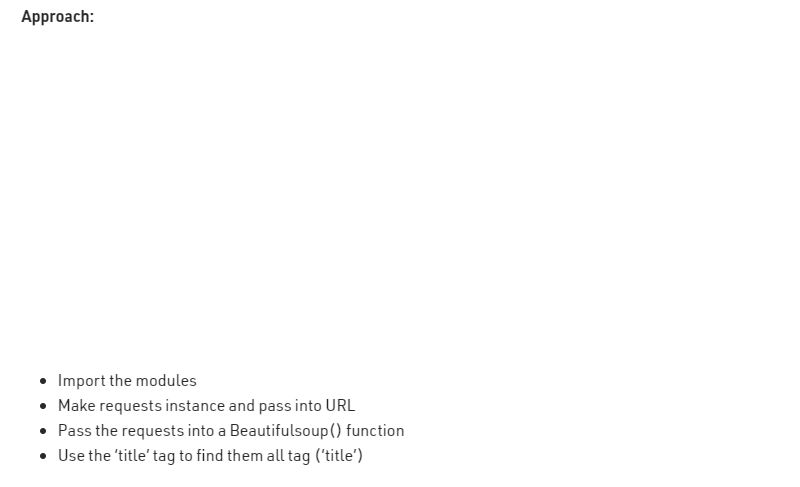 Approach:
• Import the modules
• Make requests instance and pass into URL
• Pass the requests into a Beautifulsoup() function
• Use the ‘title’ tag to find them all tag (‘title’)